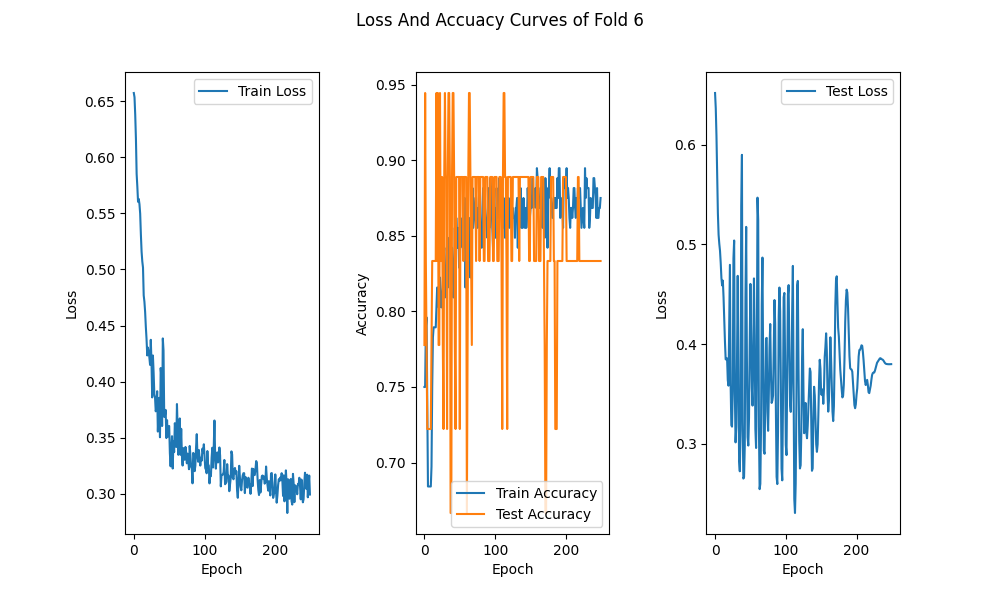 Loss And Accuacy Curves of Fold 6
Train Loss
0.65
0.60
0.55
0.50
0.45
0.40
0.35
0.30
Loss
0
100
200
Epoch
0.95
0.90
0.85
0.80
0.75
0.70
Accuracy
Train Accuracy
Test Accuracy
0
100
200
Epoch
Test Loss
0.6
0.5
0.4
0.3
Loss
0
100
200
Epoch